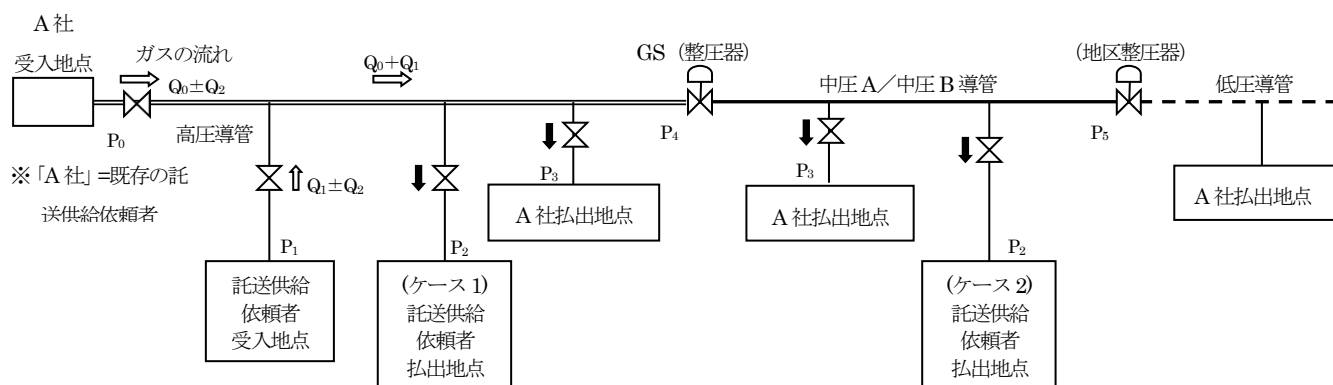 A社
受入地点
ガスの流れ
Q₀±Q₂
Q₀+Q₁
GS (整圧器)
(地区整圧器)
中圧A／中圧B導管
低圧導管
P₀
高圧導管
P₄
P₅
※「A社」=既存の託
送供給依頼者
Q₁±Q₂
P₃
A社払出地点
P₃
A社払出地点
A社払出地点
P₁
託送供給
依頼者
受入地点
P₂
(ケース1)
託送供給
依頼者
払出地点
P₂
(ケース2)
託送供給
依頼者
払出地点